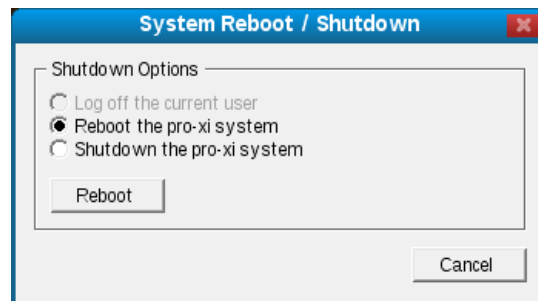 System Reboot / Shutdown
Shutdown Options
Log off the current user
Reboot the pro-xi system
Shutdown the pro-xi system
Reboot
Cancel